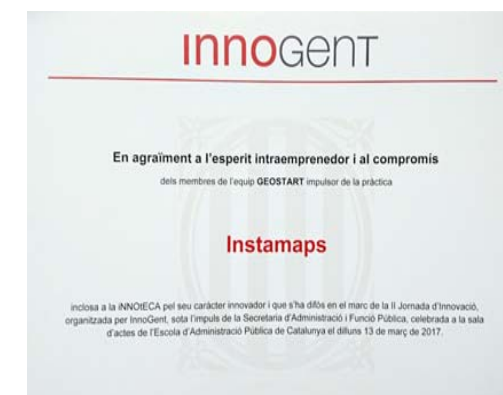 INNOGENT
En agraïment a l'esperit intraemprenedor i al compromís
dels membres de l'equip GEOSTART impulsor de la pràctica
Instamaps
inclosa a la iNNOtECA pel seu caràcter innovador i que s'ha difós en el marc de la II Jornada d'Innovació,
organitzada per InnoGent, sota l'impuls de la Secretaria d'Administració i Funció Pública, celebrada a la sala
d'actes de l'Escola d'Administració Pública de Catalunya el dilluns 13 de març de 2017.